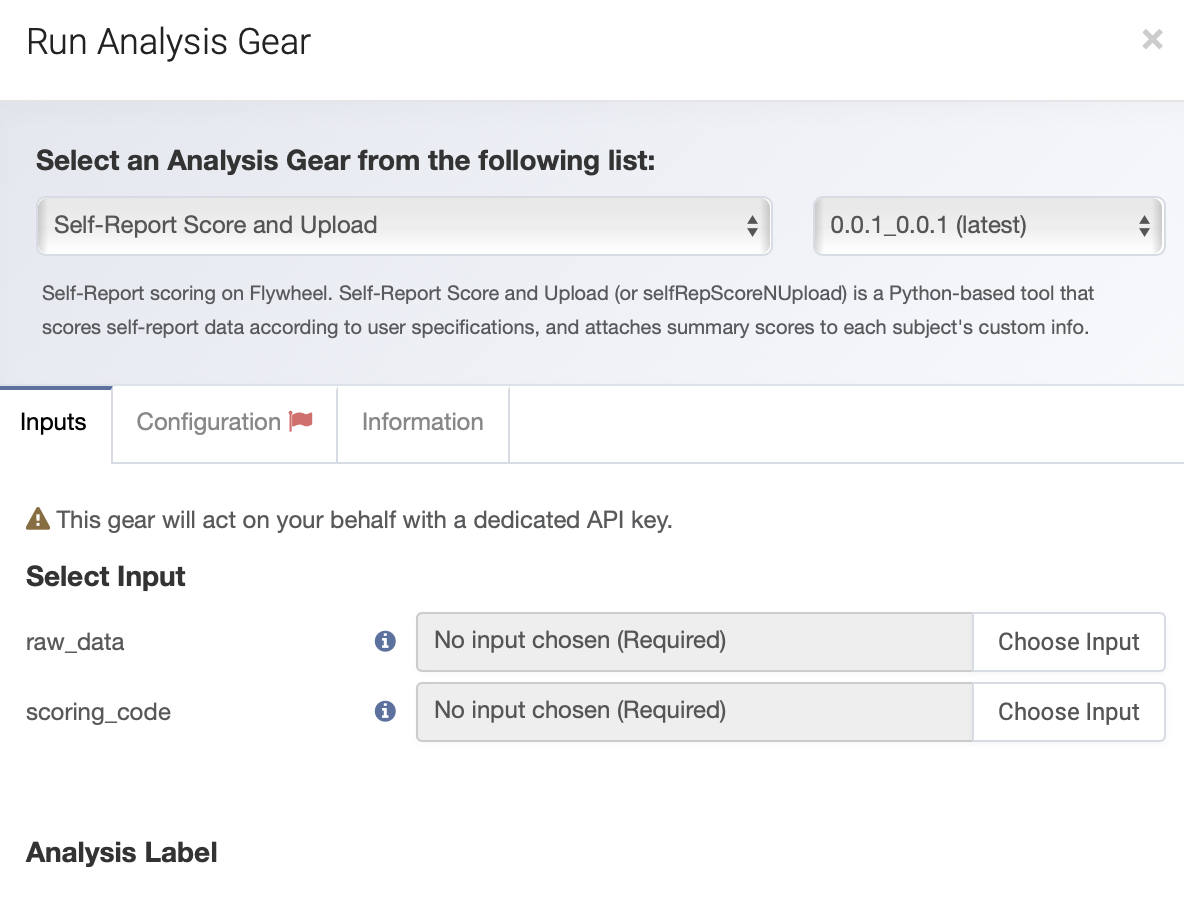 Run Analysis Gear
Select an Analysis Gear from the following list:
Self-Report Score and Upload
0.0.1_0.0.1 (latest)
Self-Report scoring on Flywheel. Self-Report Score and Upload (or selfRepScoreNUpload) is a Python-based tool that
scores self-report data according to user specifications, and attaches summary scores to each subject's custom info.
Inputs
Configuration
Information
This gear will act on your behalf with a dedicated API key.
Select Input
raw_data
No input chosen (Required)
Choose Input
scoring_code
No input chosen (Required)
Choose Input
Analysis Label